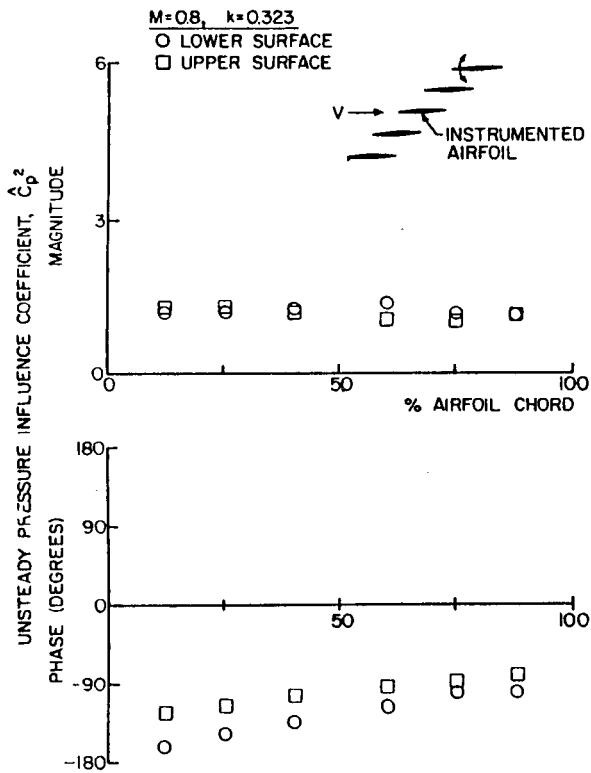 M=0.8, k=0.323
○ LOWER SURFACE
□ UPPER SURFACE
6
V
INSTRUMENTED
AIRFOIL
3
0
0
50
100
% AIRFOIL CHORD
UNSTEADY PRESSURE INFLUENCE COEFFICIENT, Ĉp²
MAGNITUDE
180
90
0
50
100
-90
-180
PHASE (DEGREES)